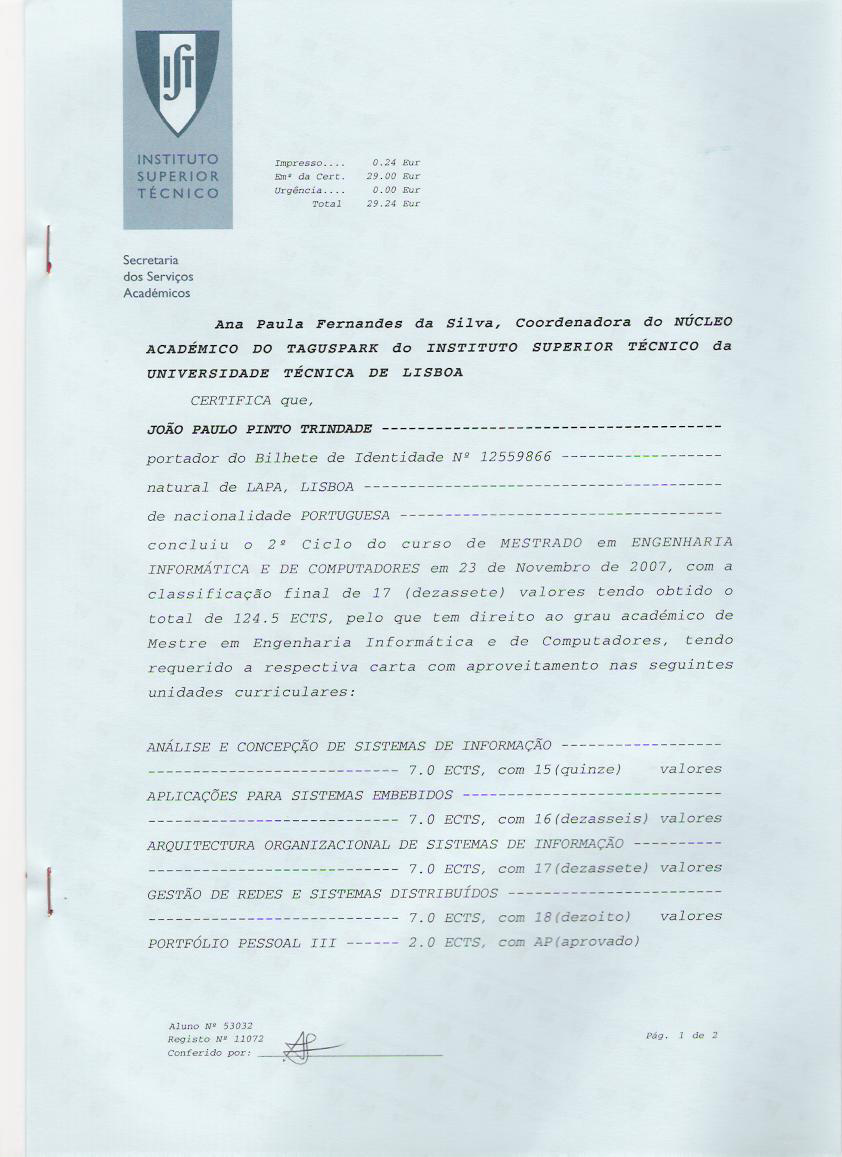 IST
INSTITUTO
SUPERIOR
TÉCNICO
Impresso.... 0.24 Eur
Emª da Cert. 29.00 Eur
Urgência.... 0.00 Eur
Total 29.24 Eur
Secretaria
dos Serviços
Académicos
Ana Paula Fernandes da Silva, Coordenadora do NÚCLEO
ACADÉMICO DO TAGUSPARK do INSTITUTO SUPERIOR TÉCNICO da
UNIVERSIDADE TÉCNICA DE LISBOA
CERTIFICA que,
JOÃO PAULO PINTO TRINDADE --------------------------------------
portador do Bilhete de Identidade Nº 12559866 ------------------
natural de LAPA, LISBOA ----------------------------------------
de nacionalidade PORTUGUESA ------------------------------------
concluiu o 2º Ciclo do curso de MESTRADO em ENGENHARIA
INFORMÁTICA E DE COMPUTADORES em 23 de Novembro de 2007, com a
classificação final de 17 (dezassete) valores tendo obtido o
total de 124.5 ECTS, pelo que tem direito ao grau académico de
Mestre em Engenharia Informática e de Computadores, tendo
requerido a respectiva carta com aproveitamento nas seguintes
unidades curriculares:
ANÁLISE E CONCEPÇÃO DE SISTEMAS DE INFORMAÇÃO ------------------
---------------------------- 7.0 ECTS, com 15(quinze) valores
APLICAÇÕES PARA SISTEMAS EMBEBIDOS -----------------------------
---------------------------- 7.0 ECTS, com 16(dezasseis) valores
ARQUITECTURA ORGANIZACIONAL DE SISTEMAS DE INFORMAÇÃO ----------
---------------------------- 7.0 ECTS, com 17(dezassete) valores
GESTÃO DE REDES E SISTEMAS DISTRIBUÍDOS ------------------------
---------------------------- 7.0 ECTS, com 18(dezoito) valores
PORTFÓLIO PESSOAL III ------ 2.0 ECTS, com AP(aprovado)
Aluno Nº 53032
Registo Nº 11072
Conferido por:
Pág. 1 de 2